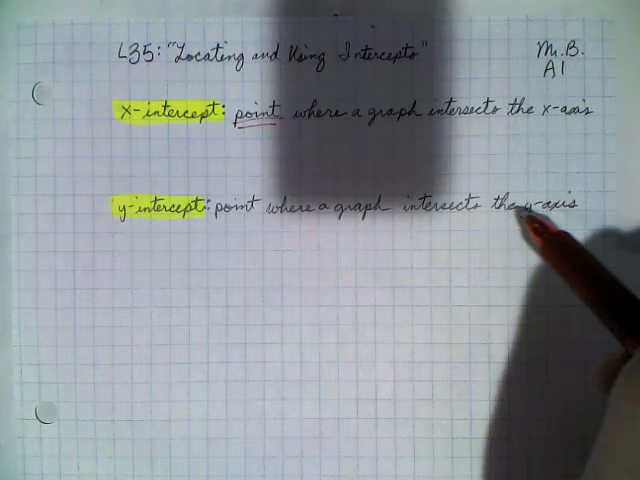 L35: "Locating and Using Intercepts"
M.B.
A1
x-intercept: point where a graph intersects the x-axis
y-intercept: point where a graph intersects the y-axis